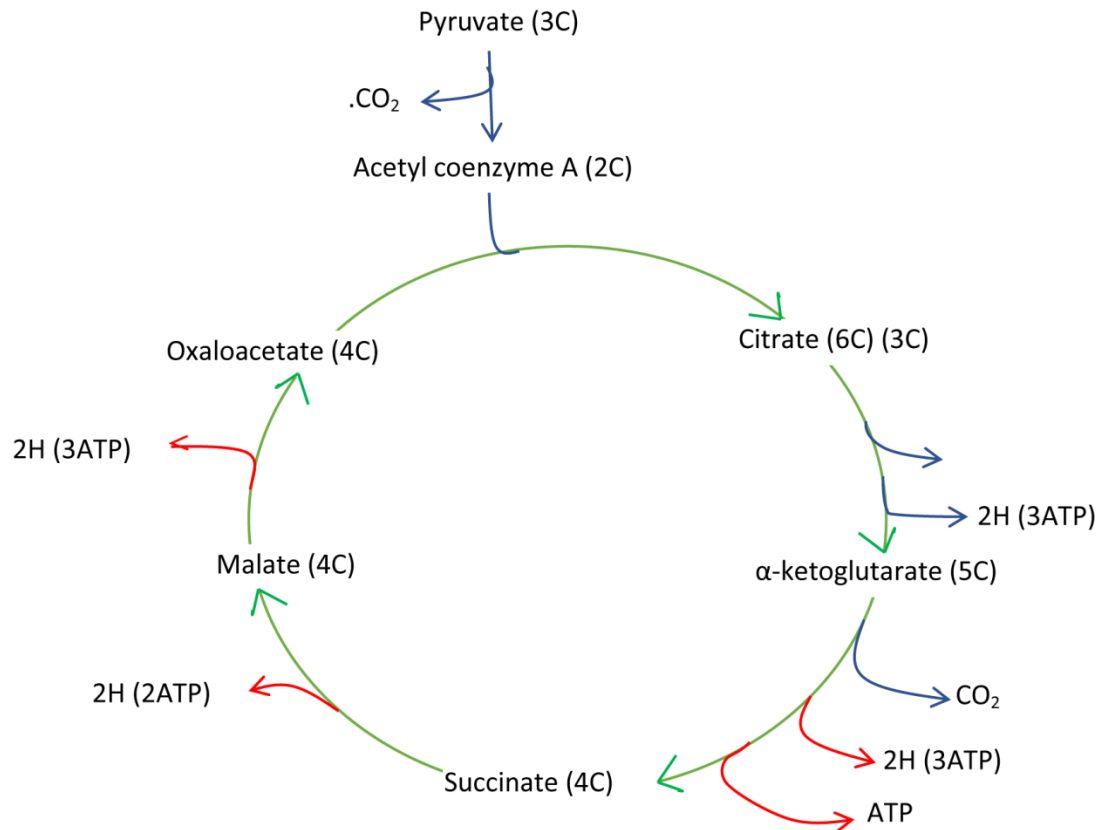 Pyruvate (3C)
.CO₂
Acetyl coenzyme A (2C)
Oxaloacetate (4C)
Citrate (6C) (3C)
2H (3ATP)
2H (3ATP)
Malate (4C)
α-ketoglutarate (5C)
2H (2ATP)
CO₂
2H (3ATP)
Succinate (4C)
ATP